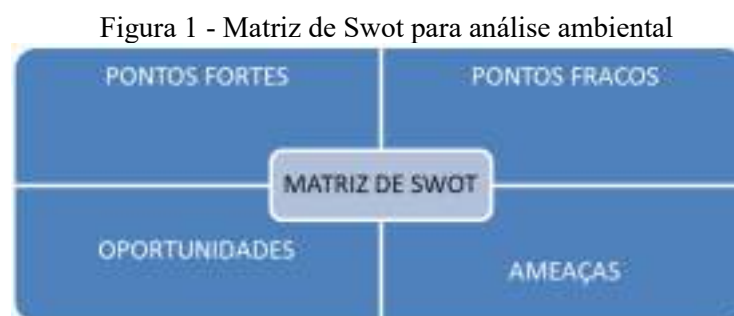 Figura 1 - Matriz de Swot para análise ambiental
PONTOS FORTES
PONTOS FRACOS
MATRIZ DE SWOT
OPORTUNIDADES
AMEAÇAS